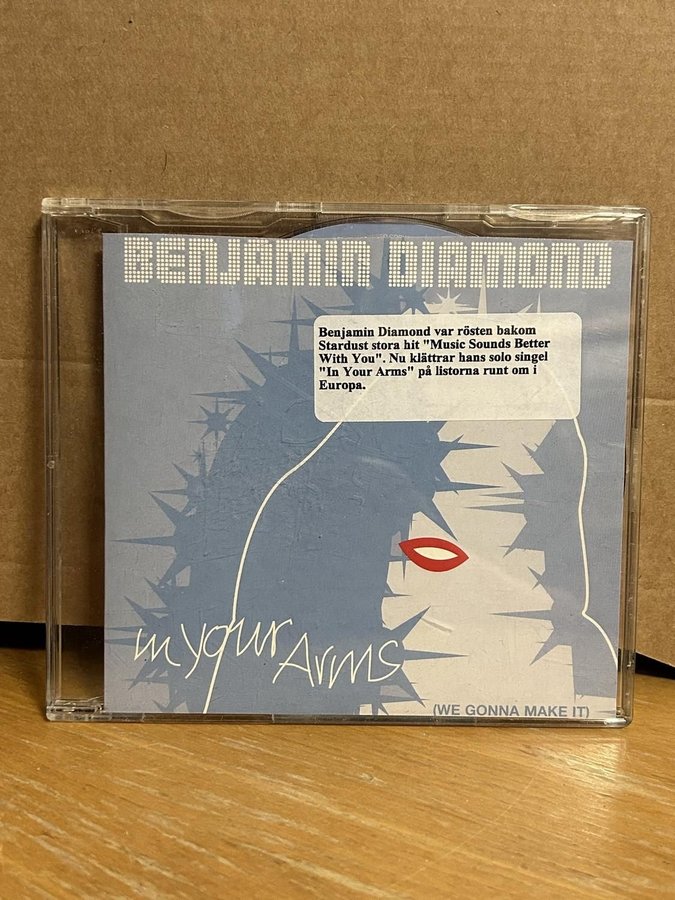 BENJAMIN DIAMOND
Benjamin Diamond var rösten bakom
Stardust stora hit "Music Sounds Better
With You". Nu klättrar hans solo singel
"In Your Arms" på listorna runt om i
Europa.
in your Arms
(WE GONNA MAKE IT)